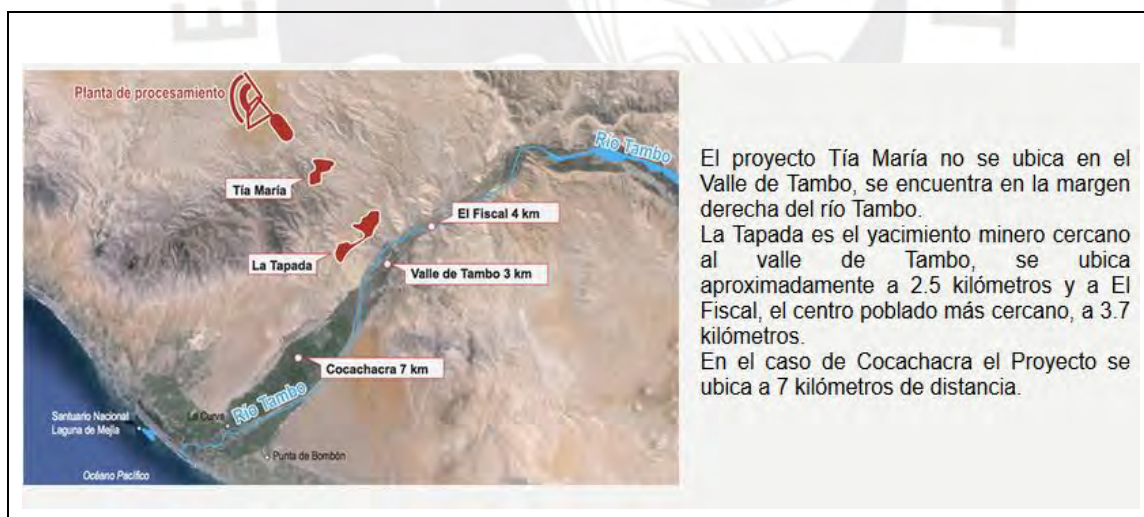 Planta de procesamiento
Río Tambo
Tía María
El Fiscal 4 km
La Tapada
Valle de Tambo 3 km
Cocachacra 7 km
Río Tambo
La Curva
Santuario Nacional
Laguna de Mejía
Punta de Bombón
Océano Pacífico
El proyecto Tía María no se ubica en el
Valle de Tambo, se encuentra en la margen
derecha del río Tambo.
La Tapada es el yacimiento minero cercano
al valle de Tambo, se ubica
aproximadamente a 2.5 kilómetros y a El
Fiscal, el centro poblado más cercano, a 3.7
kilómetros.
En el caso de Cocachacra el Proyecto se
ubica a 7 kilómetros de distancia.